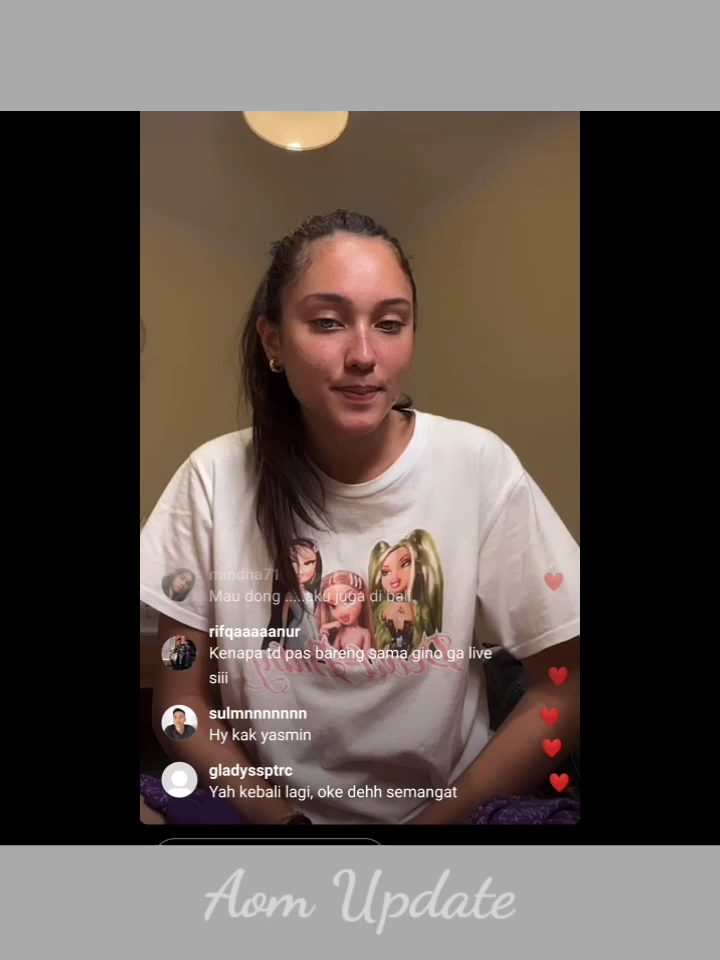 mindha71
Mau dong .....aku juga di bali
rifqaaaaanur
Kenapa td pas bareng sama gino ga live
siii
sulmnnnnnnn
Hy kak yasmin
gladyssptrc
Yah kebali lagi, oke dehh semangat
Aom Update